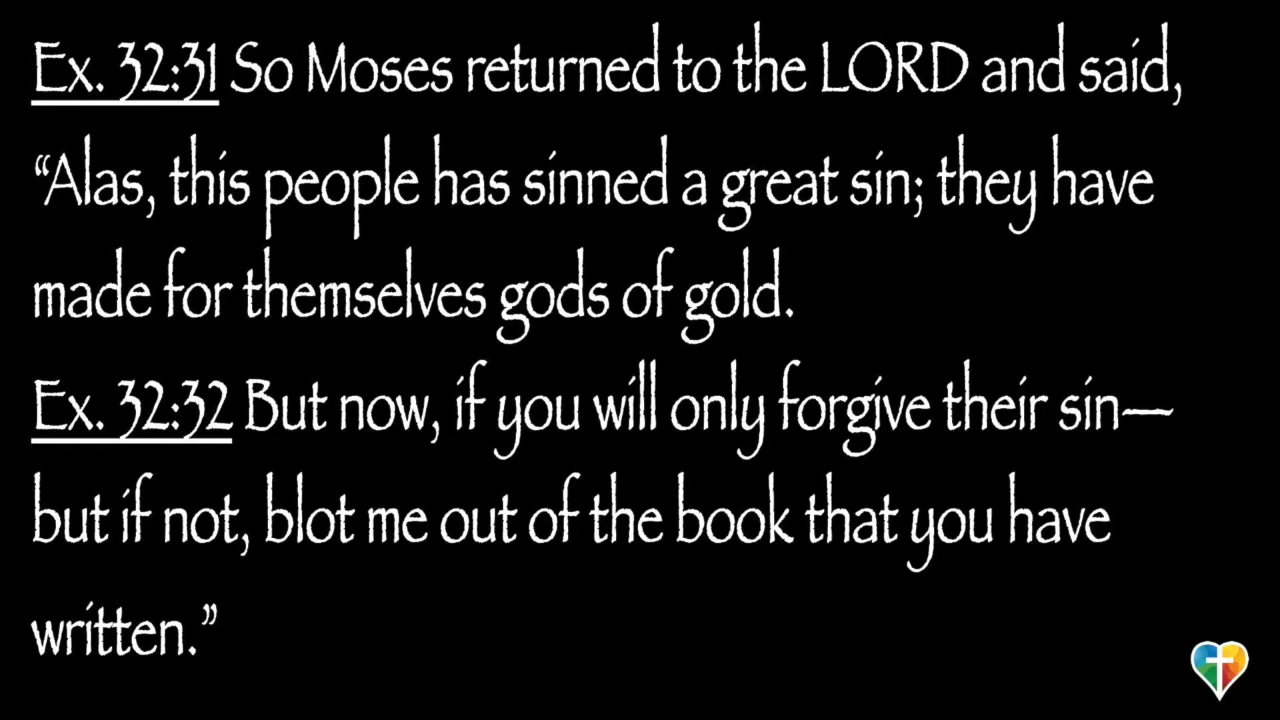 Ex. 32:31 So Moses returned to the LORD and said,
“Alas, this people has sinned a great sin; they have
made for themselves gods of gold.
Ex. 32:32 But now, if you will only forgive their sin—
but if not, blot me out of the book that you have
written.”